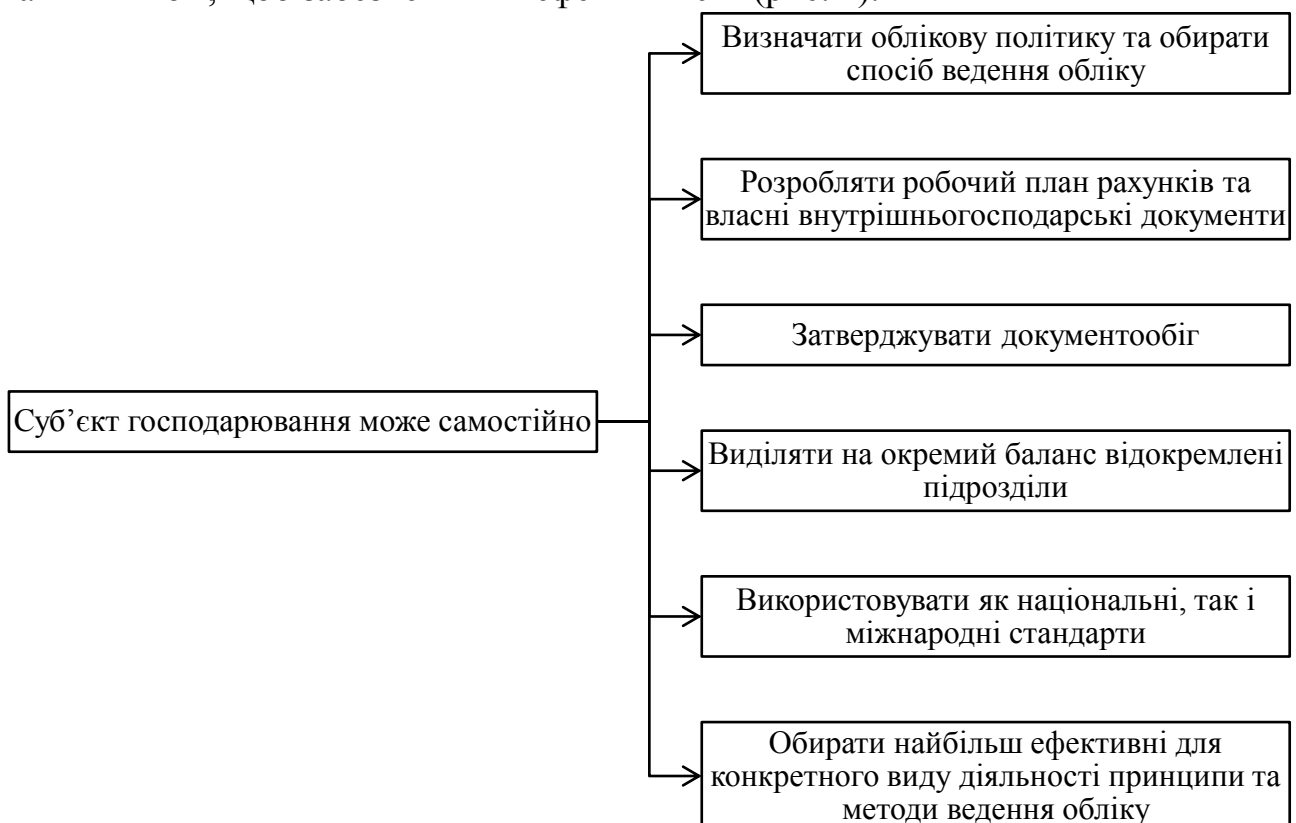 Визначати облікову політику та обирати
спосіб ведення обліку
Розробляти робочий план рахунків та
власні внутрішньогосподарські документи
Затверджувати документообіг
Суб’єкт господарювання може самостійно
Виділяти на окремий баланс відокремлені
підрозділи
Використовувати як національні, так і
міжнародні стандарти
Обирати найбільш ефективні для
конкретного виду діяльності принципи та
методи ведення обліку